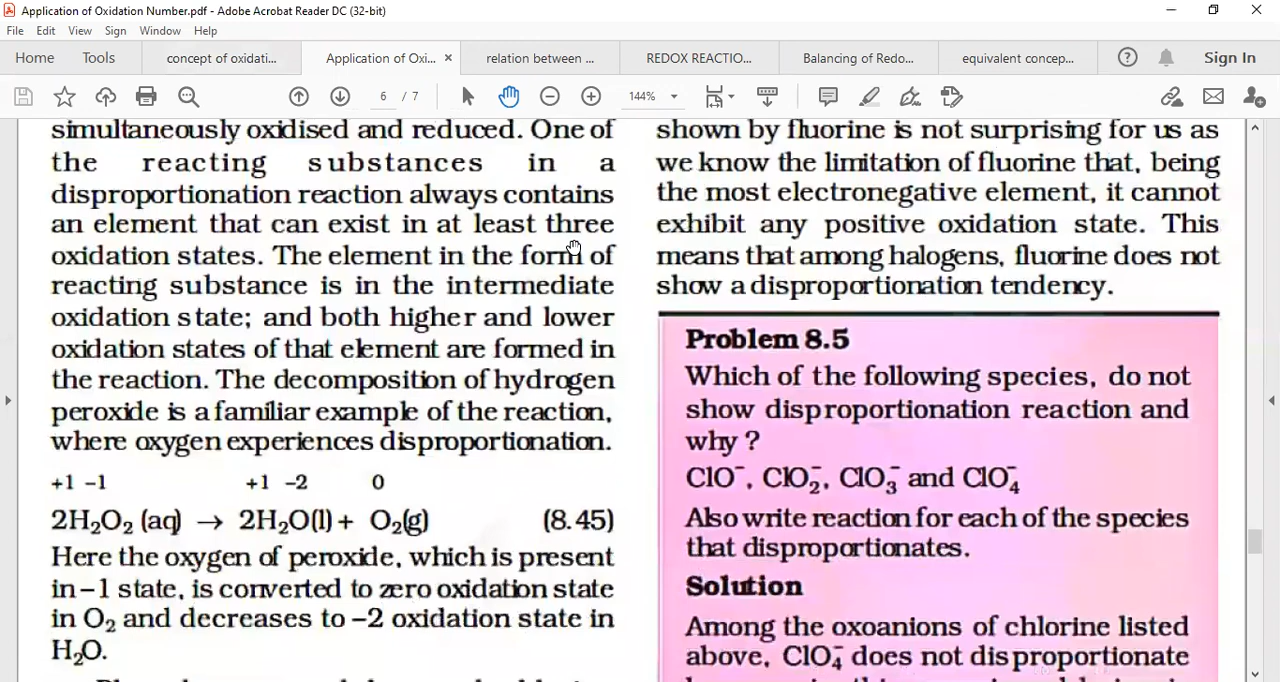 Application of Oxidation Number.pdf - Adobe Acrobat Reader DC (32-bit)
File Edit View Sign Window Help
Home Tools concept of oxidati... Application of Oxi... × relation between ... REDOX REACTIO... Balancing of Redo... equivalent concep... Sign In
6 / 7 144%
simultaneously oxidised and reduced. One of
the reacting substances in a
disproportionation reaction always contains
an element that can exist in at least three
oxidation states. The element in the form of
reacting substance is in the intermediate
oxidation state; and both higher and lower
oxidation states of that element are formed in
the reaction. The decomposition of hydrogen
peroxide is a familiar example of the reaction,
where oxygen experiences disproportionation.
+1 –1 +1 –2 0
2H₂O₂ (aq) → 2H₂O(l) + O₂(g) (8.45)
Here the oxygen of peroxide, which is present
in –1 state, is converted to zero oxidation state
in O₂ and decreases to –2 oxidation state in
H₂O.
shown by fluorine is not surprising for us as
we know the limitation of fluorine that, being
the most electronegative element, it cannot
exhibit any positive oxidation state. This
means that among halogens, fluorine does not
show a disproportionation tendency.
Problem 8.5
Which of the following species, do not
show disproportionation reaction and
why ?
ClO⁻, ClO₂⁻, ClO₃⁻ and ClO₄⁻
Also write reaction for each of the species
that disproportionates.
Solution
Among the oxoanions of chlorine listed
above, ClO₄⁻ does not disproportionate